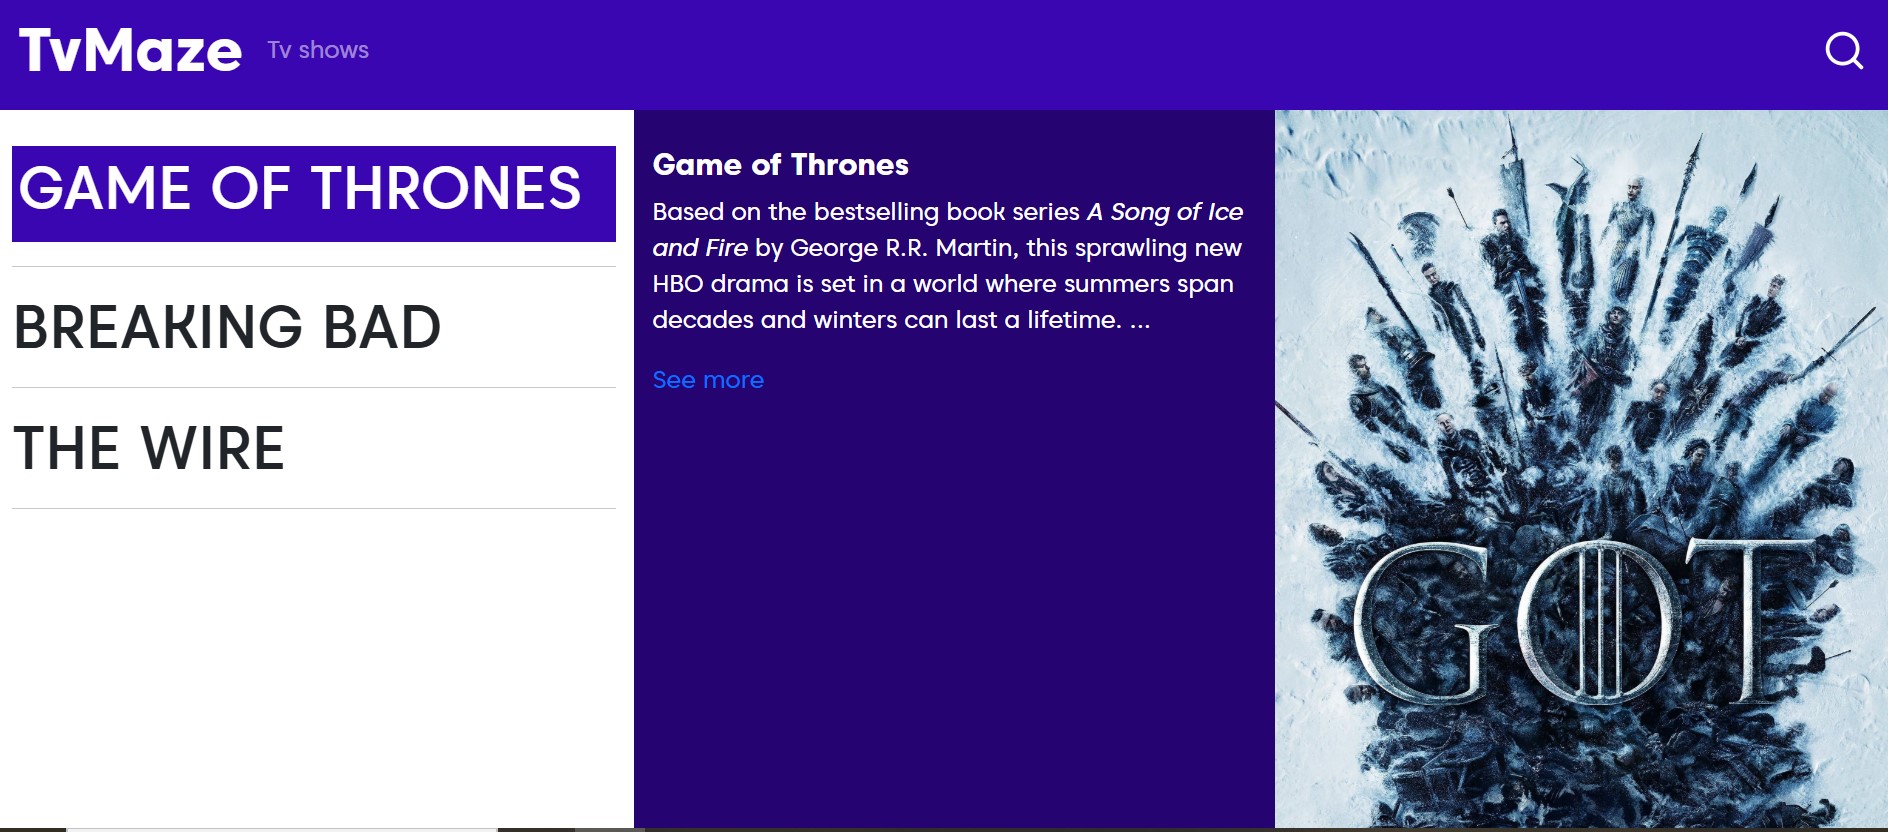 TvMaze Tv shows
GAME OF THRONES
BREAKING BAD
THE WIRE
Game of Thrones
Based on the bestselling book series A Song of Ice
and Fire by George R.R. Martin, this sprawling new
HBO drama is set in a world where summers span
decades and winters can last a lifetime. ...
See more
GOT